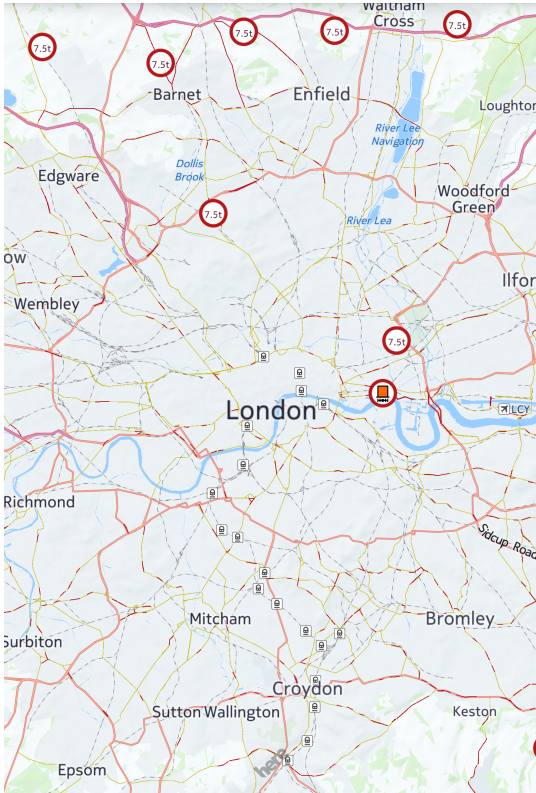 Waltham
Cross
7.5t
7.5t
7.5t
7.5t
7.5t
Barnet
Enfield
Loughton
River Lee
Navigation
Dollis
Brook
Edgware
Woodford
Green
7.5t
River Lea
ow
Ilfor
Wembley
7.5t
London
LCY
Richmond
Sidcup Road
Mitcham
Bromley
Surbiton
Croydon
Sutton
Wallington
Keston
here
Epsom